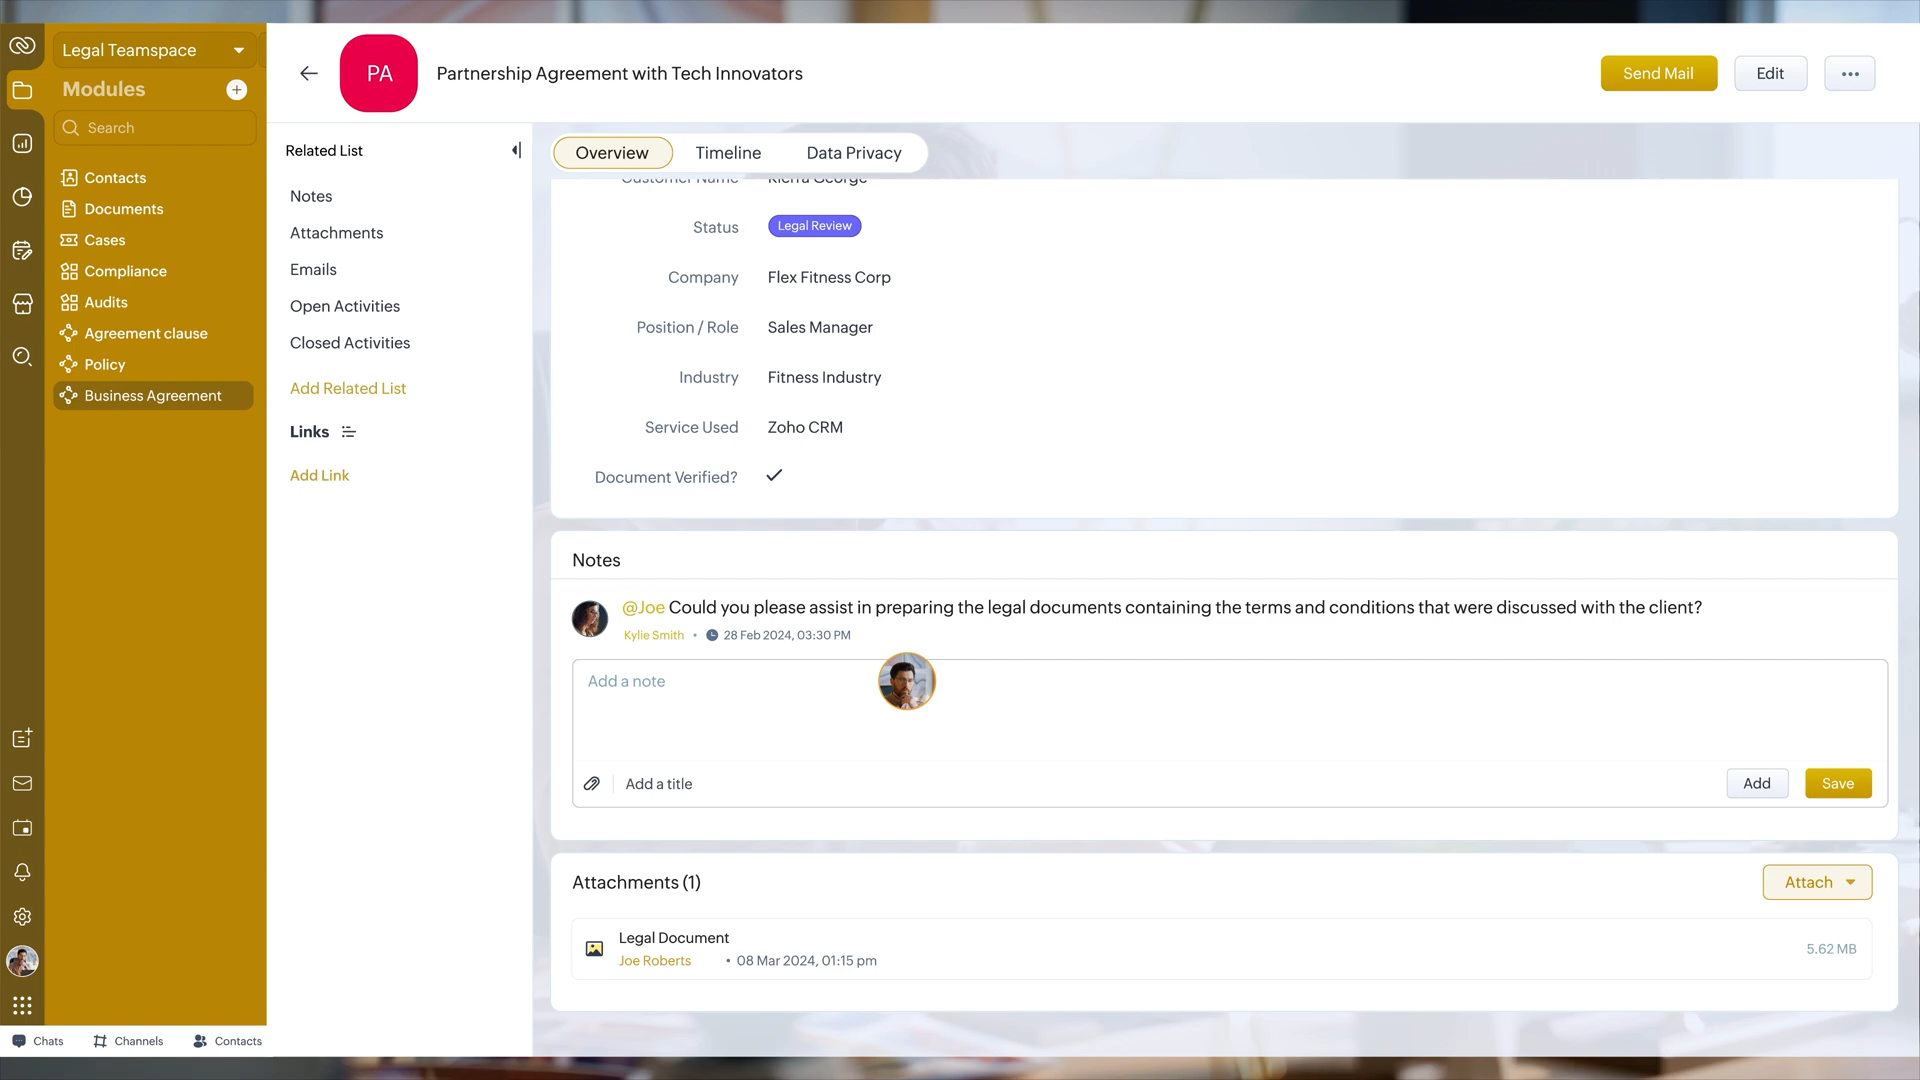 Legal Teamspace
Modules
Search
Contacts
Documents
Cases
Compliance
Audits
Agreement clause
Policy
Business Agreement
Chats
Channels
Contacts
PA
Partnership Agreement with Tech Innovators
Send Mail
Edit
Related List
Notes
Attachments
Emails
Open Activities
Closed Activities
Add Related List
Links
Add Link
Overview
Timeline
Data Privacy
Customer Name Kierra George
Status Legal Review
Company Flex Fitness Corp
Position / Role Sales Manager
Industry Fitness Industry
Service Used Zoho CRM
Document Verified?
Notes
@Joe Could you please assist in preparing the legal documents containing the terms and conditions that were discussed with the client?
Kylie Smith • 28 Feb 2024, 03:30 PM
Add a note
Add a title
Add
Save
Attachments (1)
Attach
Legal Document
Joe Roberts • 08 Mar 2024, 01:15 pm
5.62 MB